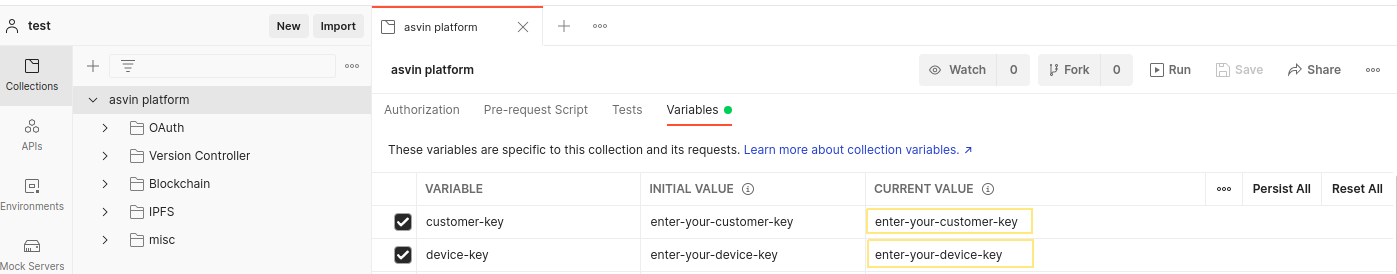 test
New
Import
Collections
APIs
Environments
Mock Servers
asvin platform
OAuth
Version Controller
Blockchain
IPFS
misc
asvin platform
asvin platform
Watch 0
Fork 0
Run
Save
Share
Authorization Pre-request Script Tests Variables
These variables are specific to this collection and its requests. Learn more about collection variables. ↗
VARIABLE INITIAL VALUE CURRENT VALUE Persist All Reset All
customer-key enter-your-customer-key enter-your-customer-key
device-key enter-your-device-key enter-your-device-key